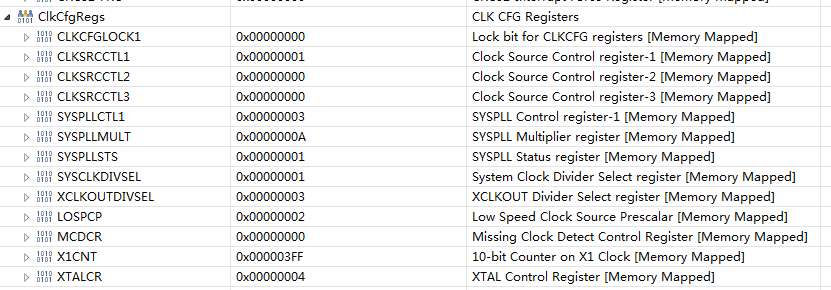 ClkCfgRegs CLK CFG Registers
CLKCFGLOCK1 0x00000000 Lock bit for CLKCFG registers [Memory Mapped]
CLKSRCCTL1 0x00000001 Clock Source Control register-1 [Memory Mapped]
CLKSRCCTL2 0x00000000 Clock Source Control register-2 [Memory Mapped]
CLKSRCCTL3 0x00000000 Clock Source Control register-3 [Memory Mapped]
SYSPLLCTL1 0x00000003 SYSPLL Control register-1 [Memory Mapped]
SYSPLLMULT 0x0000000A SYSPLL Multiplier register [Memory Mapped]
SYSPLLSTS 0x00000001 SYSPLL Status register [Memory Mapped]
SYSCLKDIVSEL 0x00000001 System Clock Divider Select register [Memory Mapped]
XCLKOUTDIVSEL 0x00000003 XCLKOUT Divider Select register [Memory Mapped]
LOSPCP 0x00000002 Low Speed Clock Source Prescalar [Memory Mapped]
MCDCR 0x00000000 Missing Clock Detect Control Register [Memory Mapped]
X1CNT 0x000003FF 10-bit Counter on X1 Clock [Memory Mapped]
XTALCR 0x00000004 XTAL Control Register [Memory Mapped]